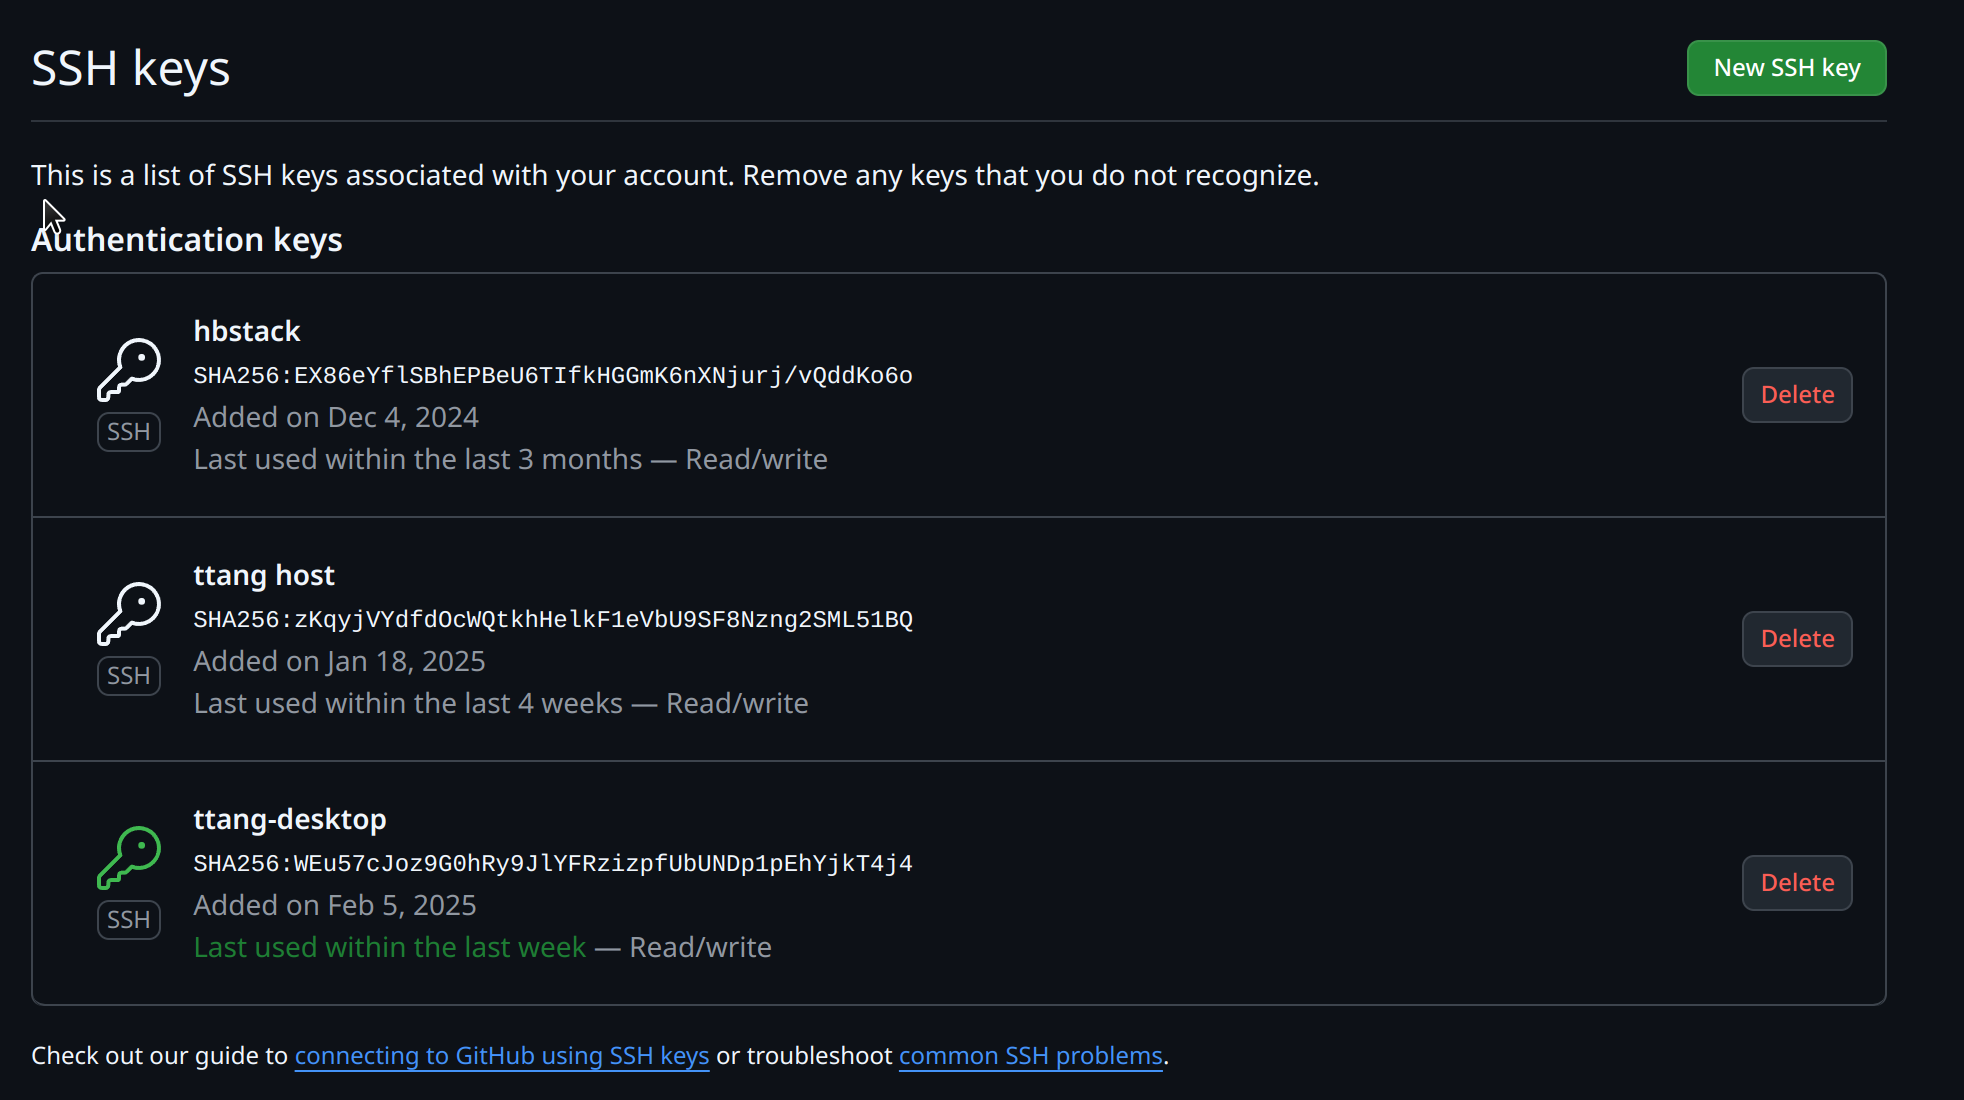 SSH keys
New SSH key
This is a list of SSH keys associated with your account. Remove any keys that you do not recognize.
Authentication keys
hbstack
SHA256:EX86eYflSBhEPBeU6TIfkHGGmK6nXNjurj/vQddKo6o
Added on Dec 4, 2024
Last used within the last 3 months — Read/write
SSH
Delete
ttang host
SHA256:zKqyjVYdfdOcWQtkhHelkF1eVbU9SF8Nzng2SML51BQ
Added on Jan 18, 2025
Last used within the last 4 weeks — Read/write
SSH
Delete
ttang-desktop
SHA256:WEu57cJoz9G0hRy9JlYFRzizpfUbUNDp1pEhYjkT4j4
Added on Feb 5, 2025
Last used within the last week — Read/write
SSH
Delete
Check out our guide to connecting to GitHub using SSH keys or troubleshoot common SSH problems.